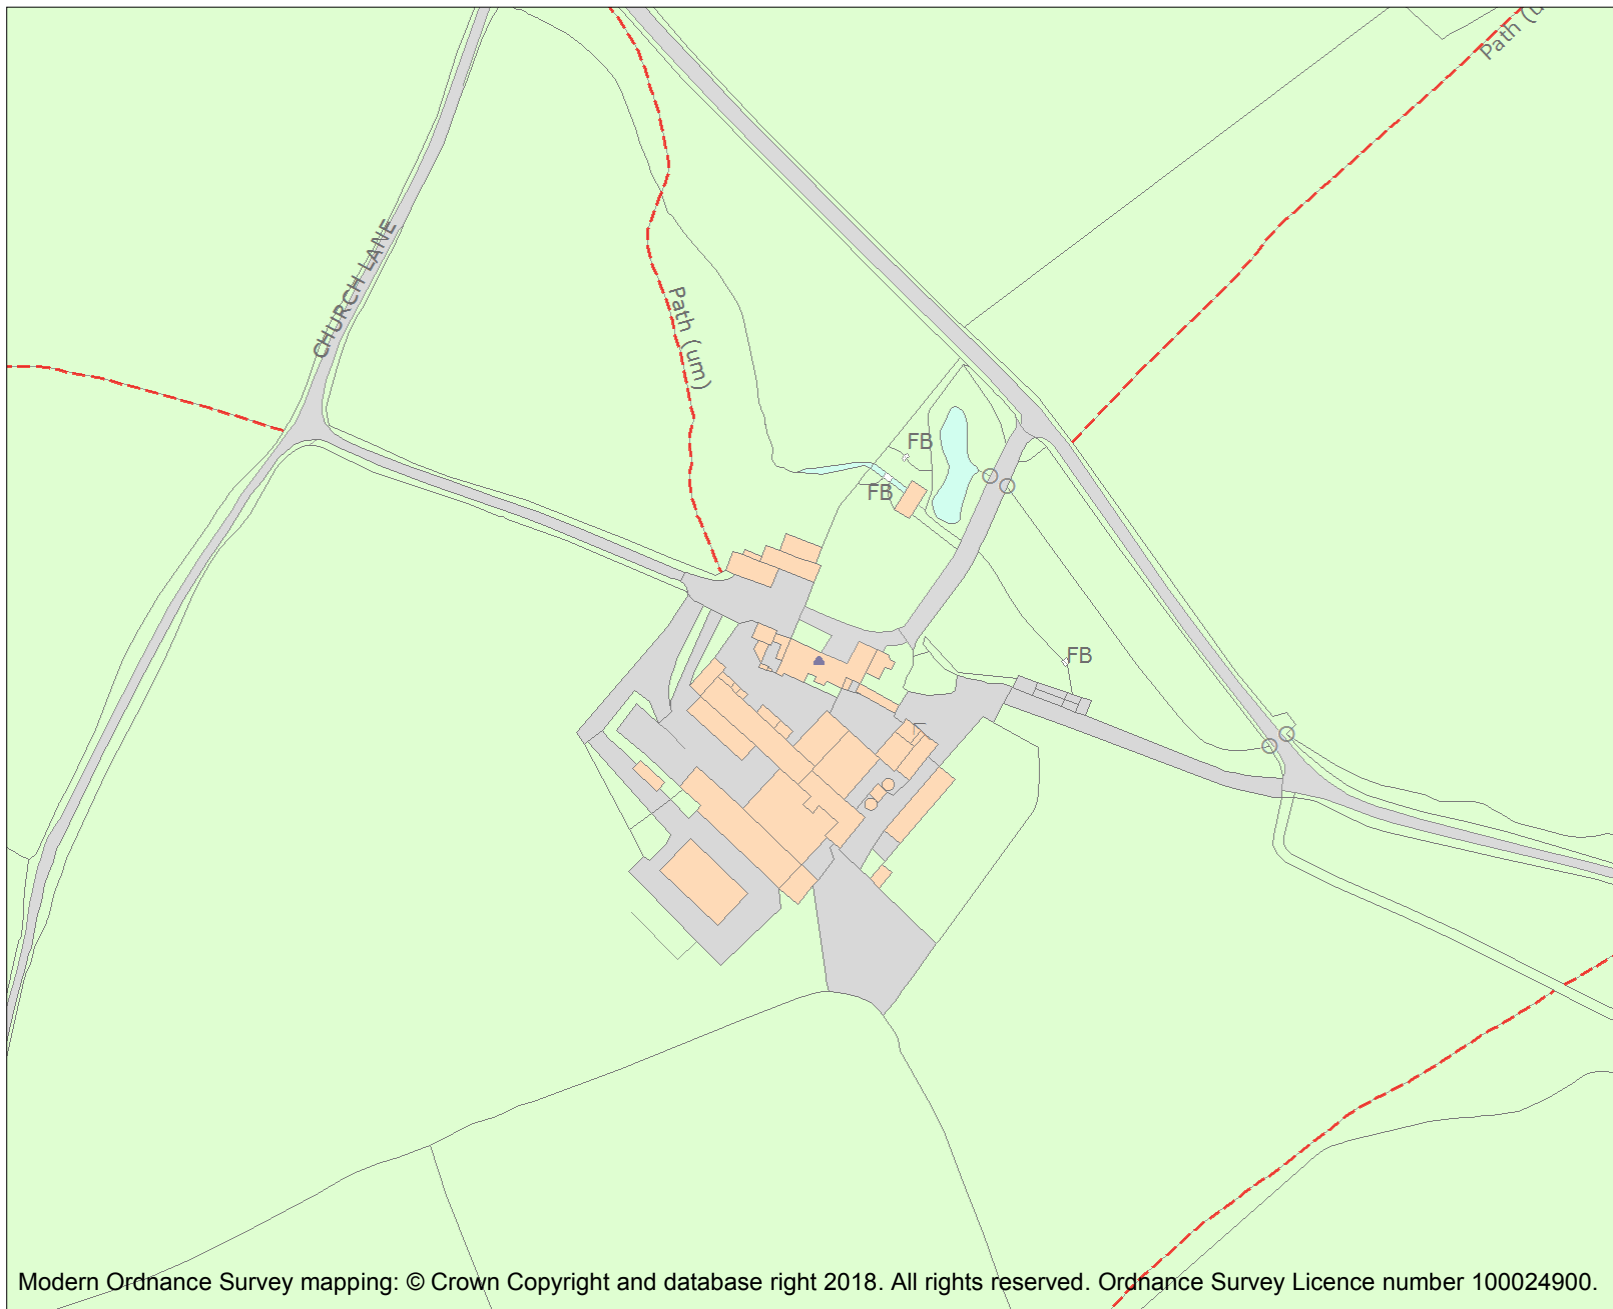 Path (u
CHURCH LANE
Path (um)
FB
FB
FB
Modern Ordnance Survey mapping: © Crown Copyright and database right 2018. All rights reserved. Ordnance Survey Licence number 100024900.